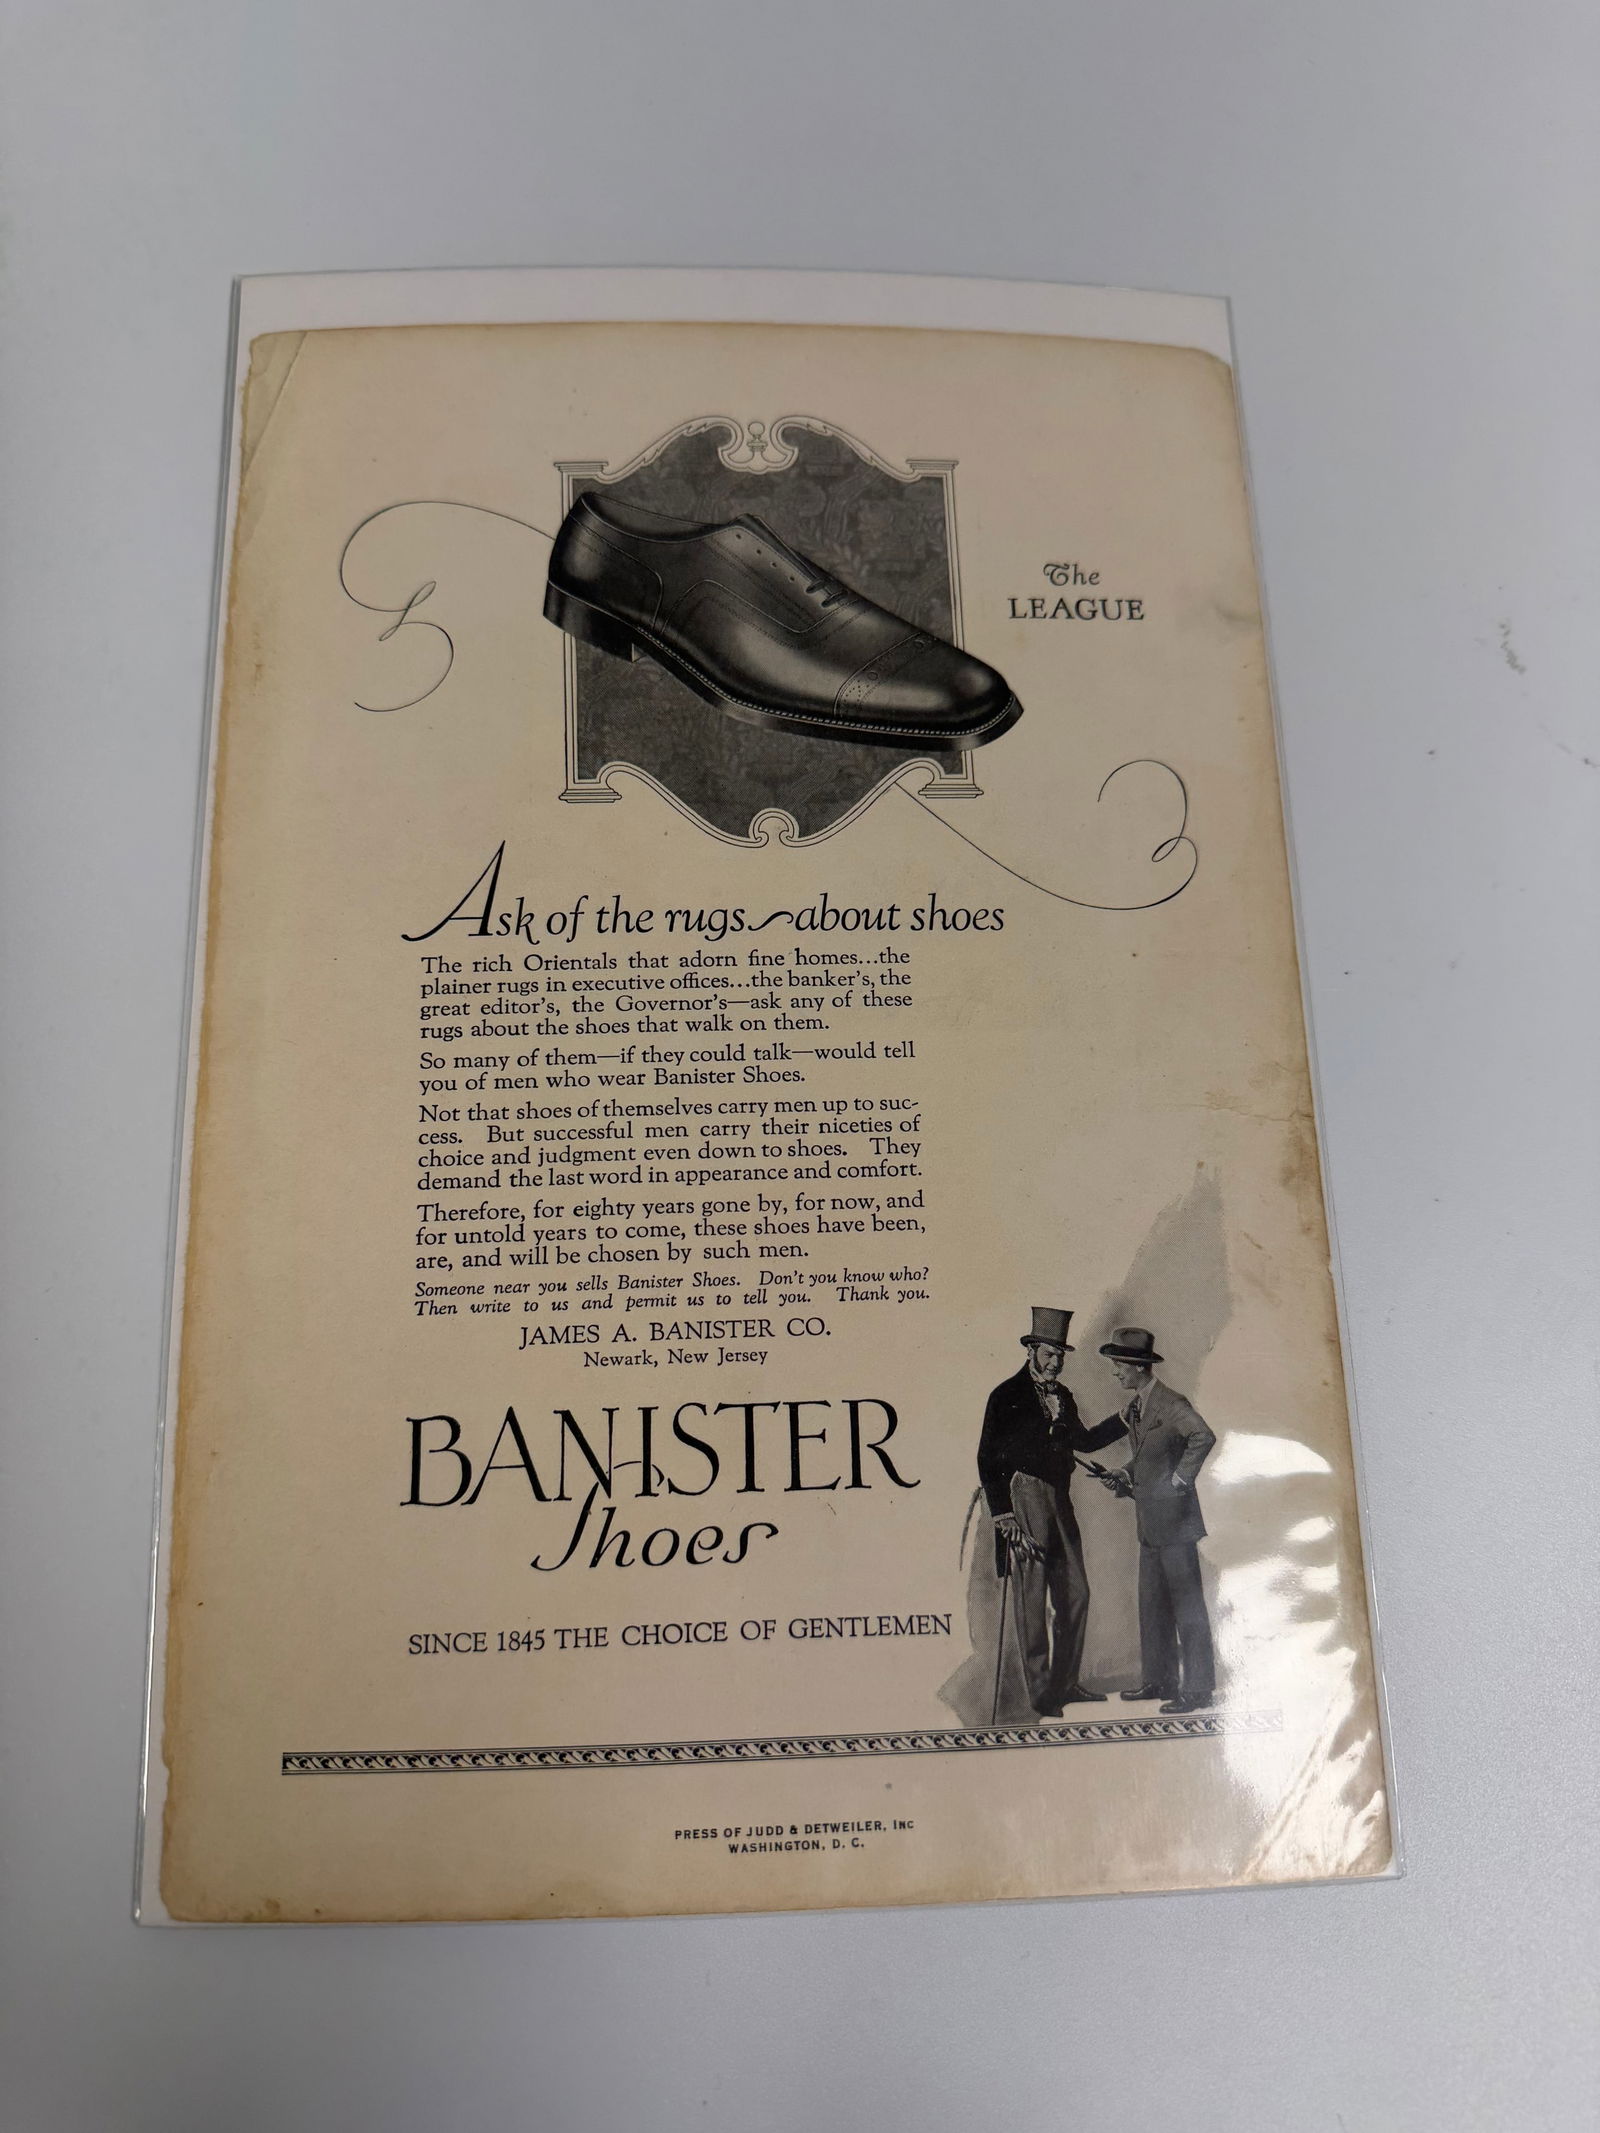 The
LEAGUE
Ask of the rugs~about shoes
The rich Orientals that adorn fine homes...the
plainer rugs in executive offices...the banker's, the
great editor's, the Governor's—ask any of these
rugs about the shoes that walk on them.
So many of them—if they could talk—would tell
you of men who wear Banister Shoes.
Not that shoes of themselves carry men up to suc-
cess. But successful men carry their niceties of
choice and judgment even down to shoes. They
demand the last word in appearance and comfort.
Therefore, for eighty years gone by, for now, and
for untold years to come, these shoes have been,
are, and will be chosen by such men.
Someone near you sells Banister Shoes. Don't you know who?
Then write to us and permit us to tell you. Thank you.
JAMES A. BANISTER CO.
Newark, New Jersey
BANISTER
Shoes
SINCE 1845 THE CHOICE OF GENTLEMEN
PRESS OF JUDD & DETWEILER, INC
WASHINGTON, D. C.